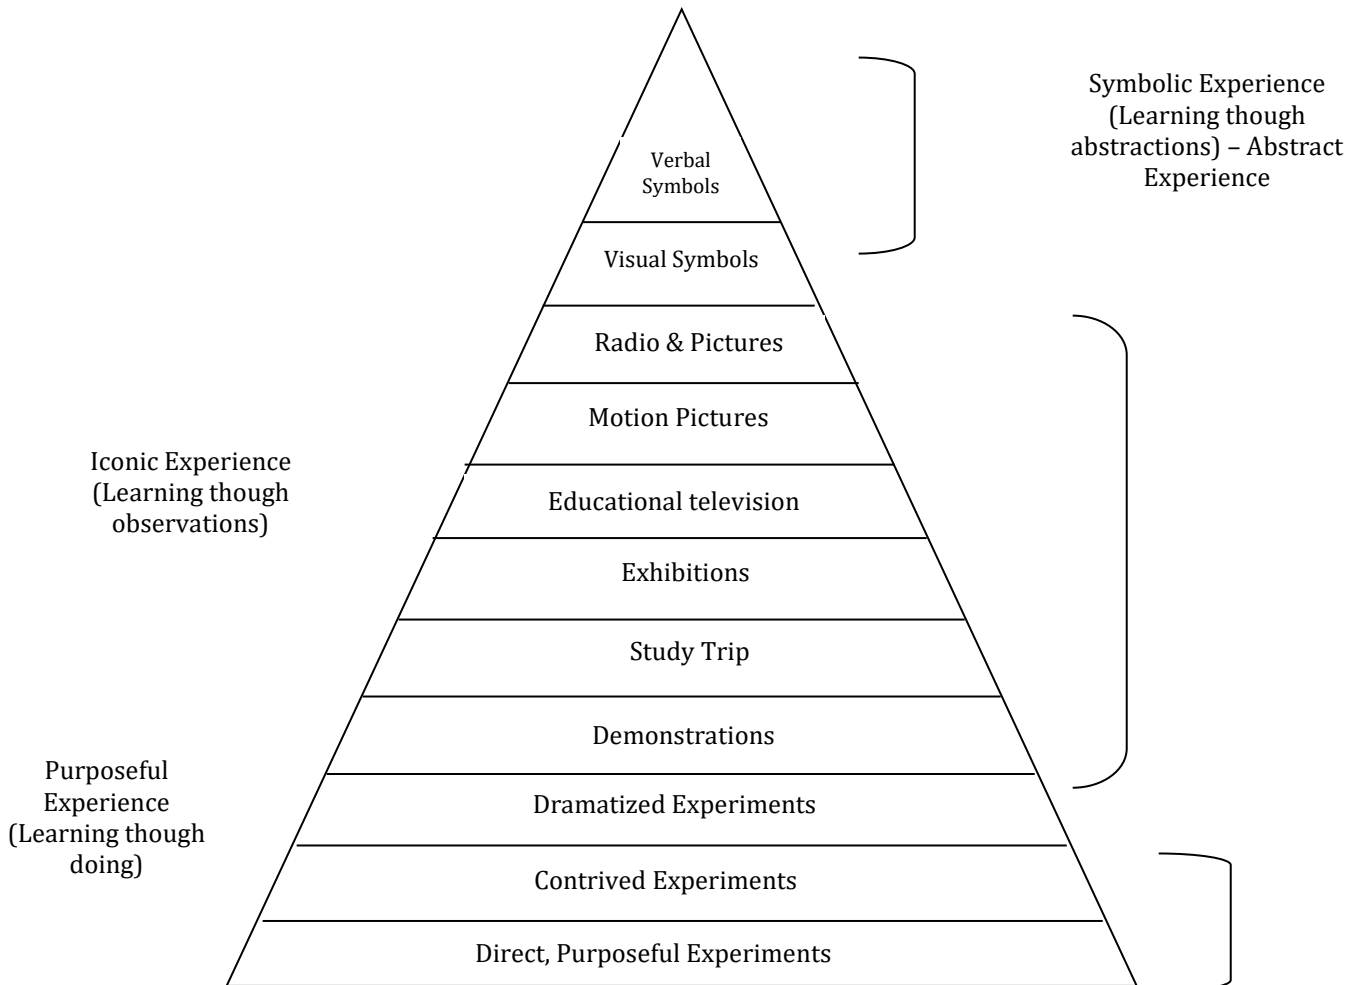 Symbolic Experience
(Learning though
abstractions) – Abstract
Experience
Verbal
Symbols
Visual Symbols
Radio & Pictures
Motion Pictures
Iconic Experience
(Learning though
observations)
Educational television
Exhibitions
Study Trip
Demonstrations
Purposeful
Experience
(Learning though
doing)
Dramatized Experiments
Contrived Experiments
Direct, Purposeful Experiments